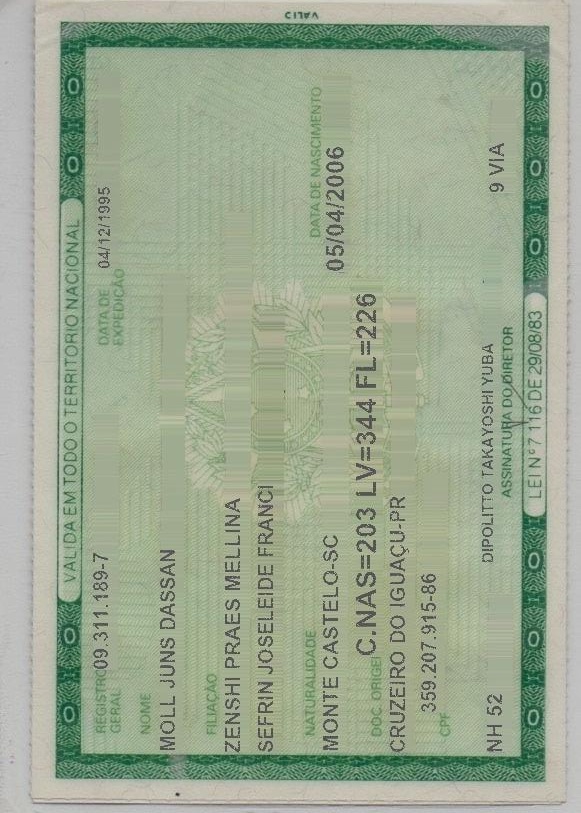 VALIDA EM TODO O TERRITÓRIO NACIONAL
REGISTRO GERAL 09.311.189-7 DATA DE EXPEDIÇÃO 04/12/1995
NOME
MOLL JUNS DASSAN
FILIAÇÃO
ZENSHI PRAES MELLINA
SEFRIN JOSELEIDE FRANCI
NATURALIDADE DATA DE NASCIMENTO
MONTE CASTELO-SC 05/04/2006
DOC. ORIGEM C.NAS=203 LV=344 FL=226
CRUZEIRO DO IGUAÇU-PR
CPF 359.207.915-86
NH 52 DIPOLITTO TAKAYOSHI YUBA 9 VIA
ASSINATURA DO DIRETOR
LEI Nº 7.116 DE 29/08/83